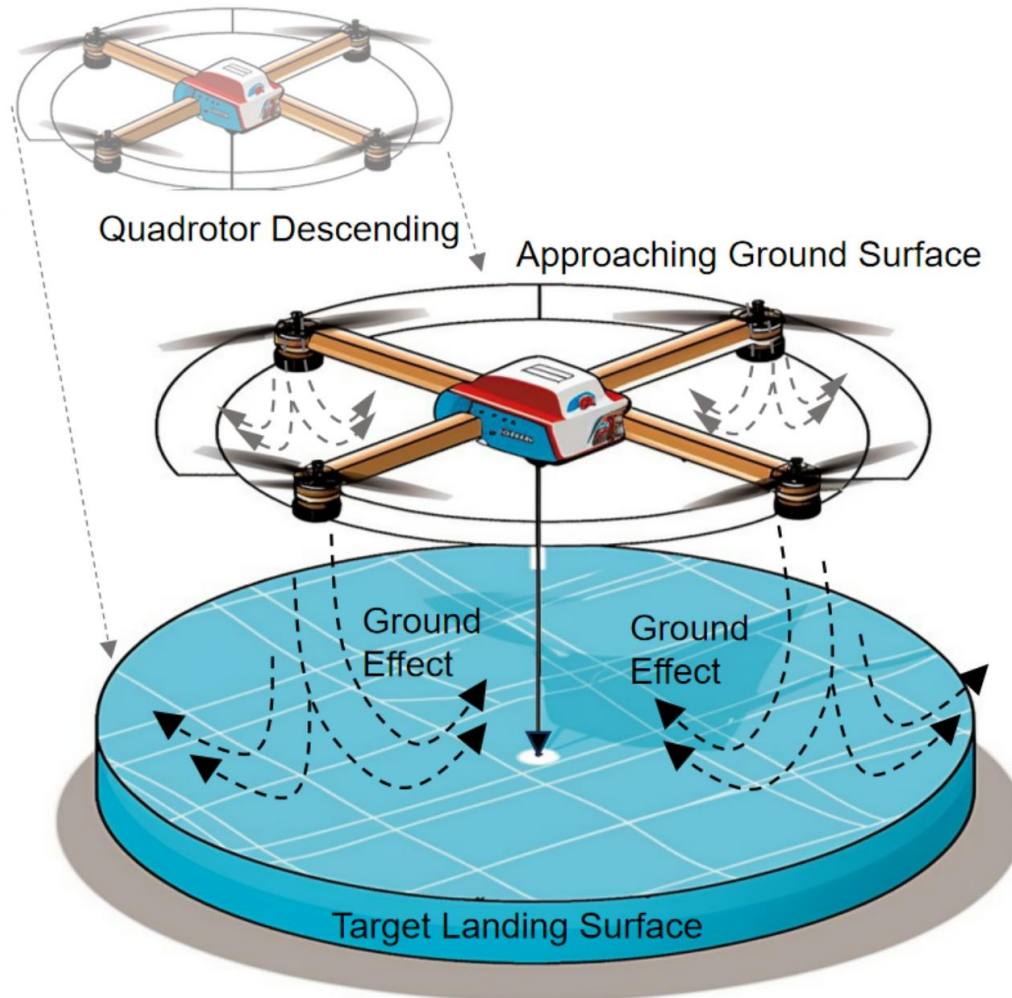 Quadrotor Descending
Approaching Ground Surface
Ground
Effect
Ground
Effect
Target Landing Surface